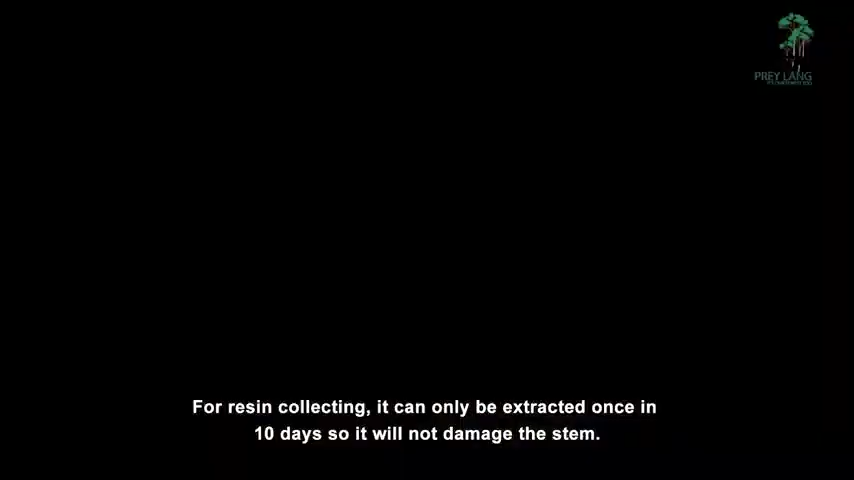 PREY LANG
For resin collecting, it can only be extracted once in
10 days so it will not damage the stem.